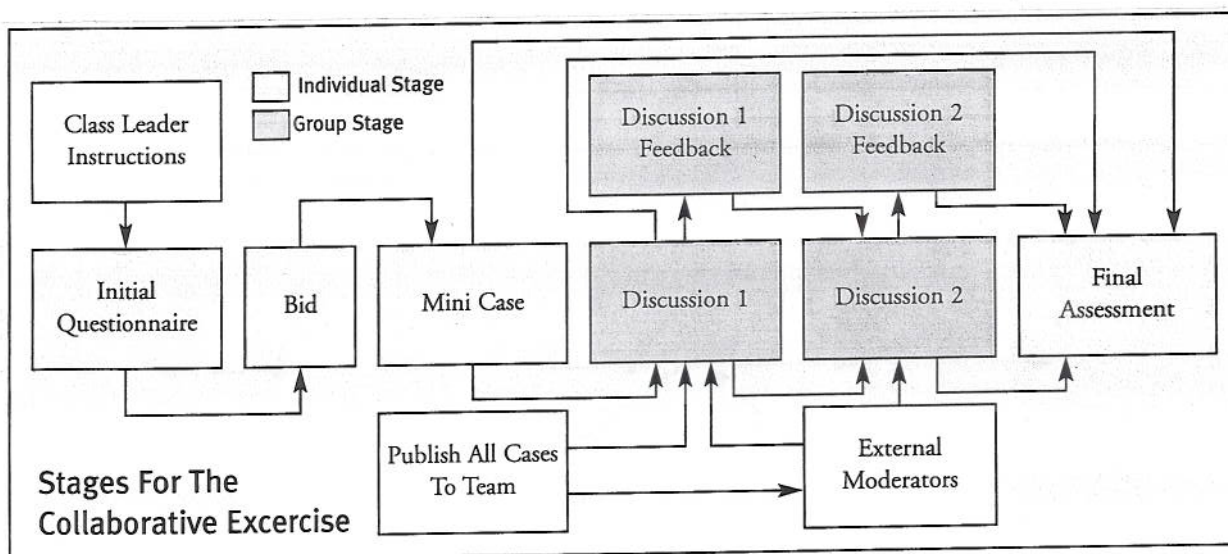 Class Leader
Instructions
Individual Stage
Group Stage
Discussion 1
Feedback
Discussion 2
Feedback
Initial
Questionnaire
Bid
Mini Case
Discussion 1
Discussion 2
Final
Assessment
Publish All Cases
To Team
External
Moderators
Stages For The
Collaborative Excercise